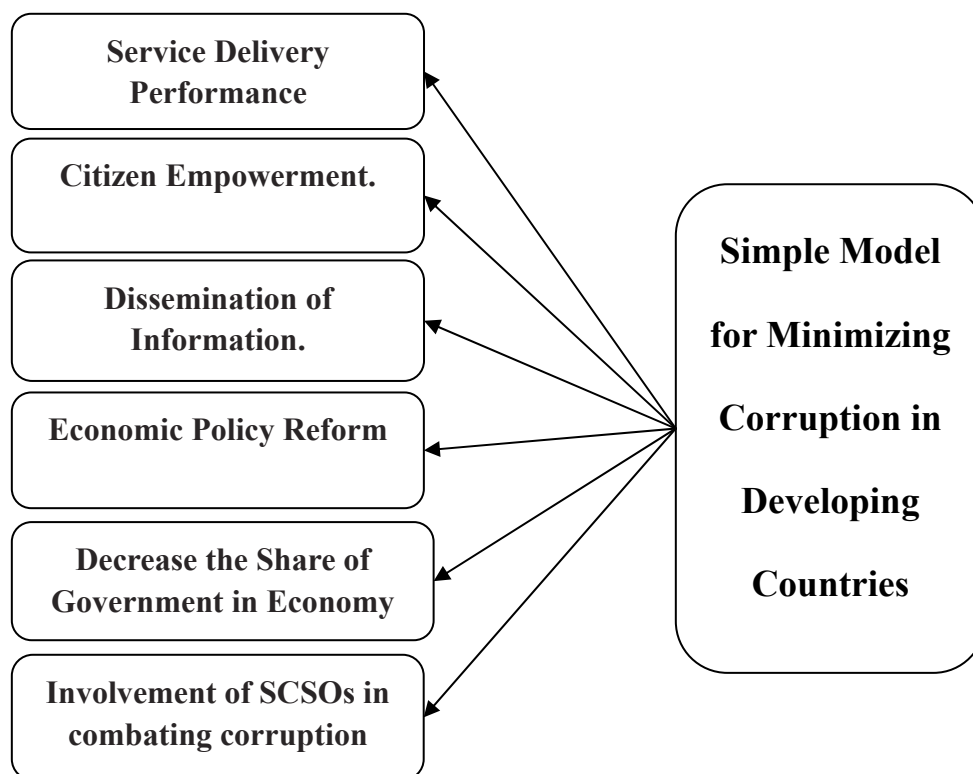 Service Delivery
Performance
Citizen Empowerment.
Dissemination of
Information.
Economic Policy Reform
Decrease the Share of
Government in Economy
Involvement of SCSOs in
combating corruption
Simple Model
for Minimizing
Corruption in
Developing
Countries